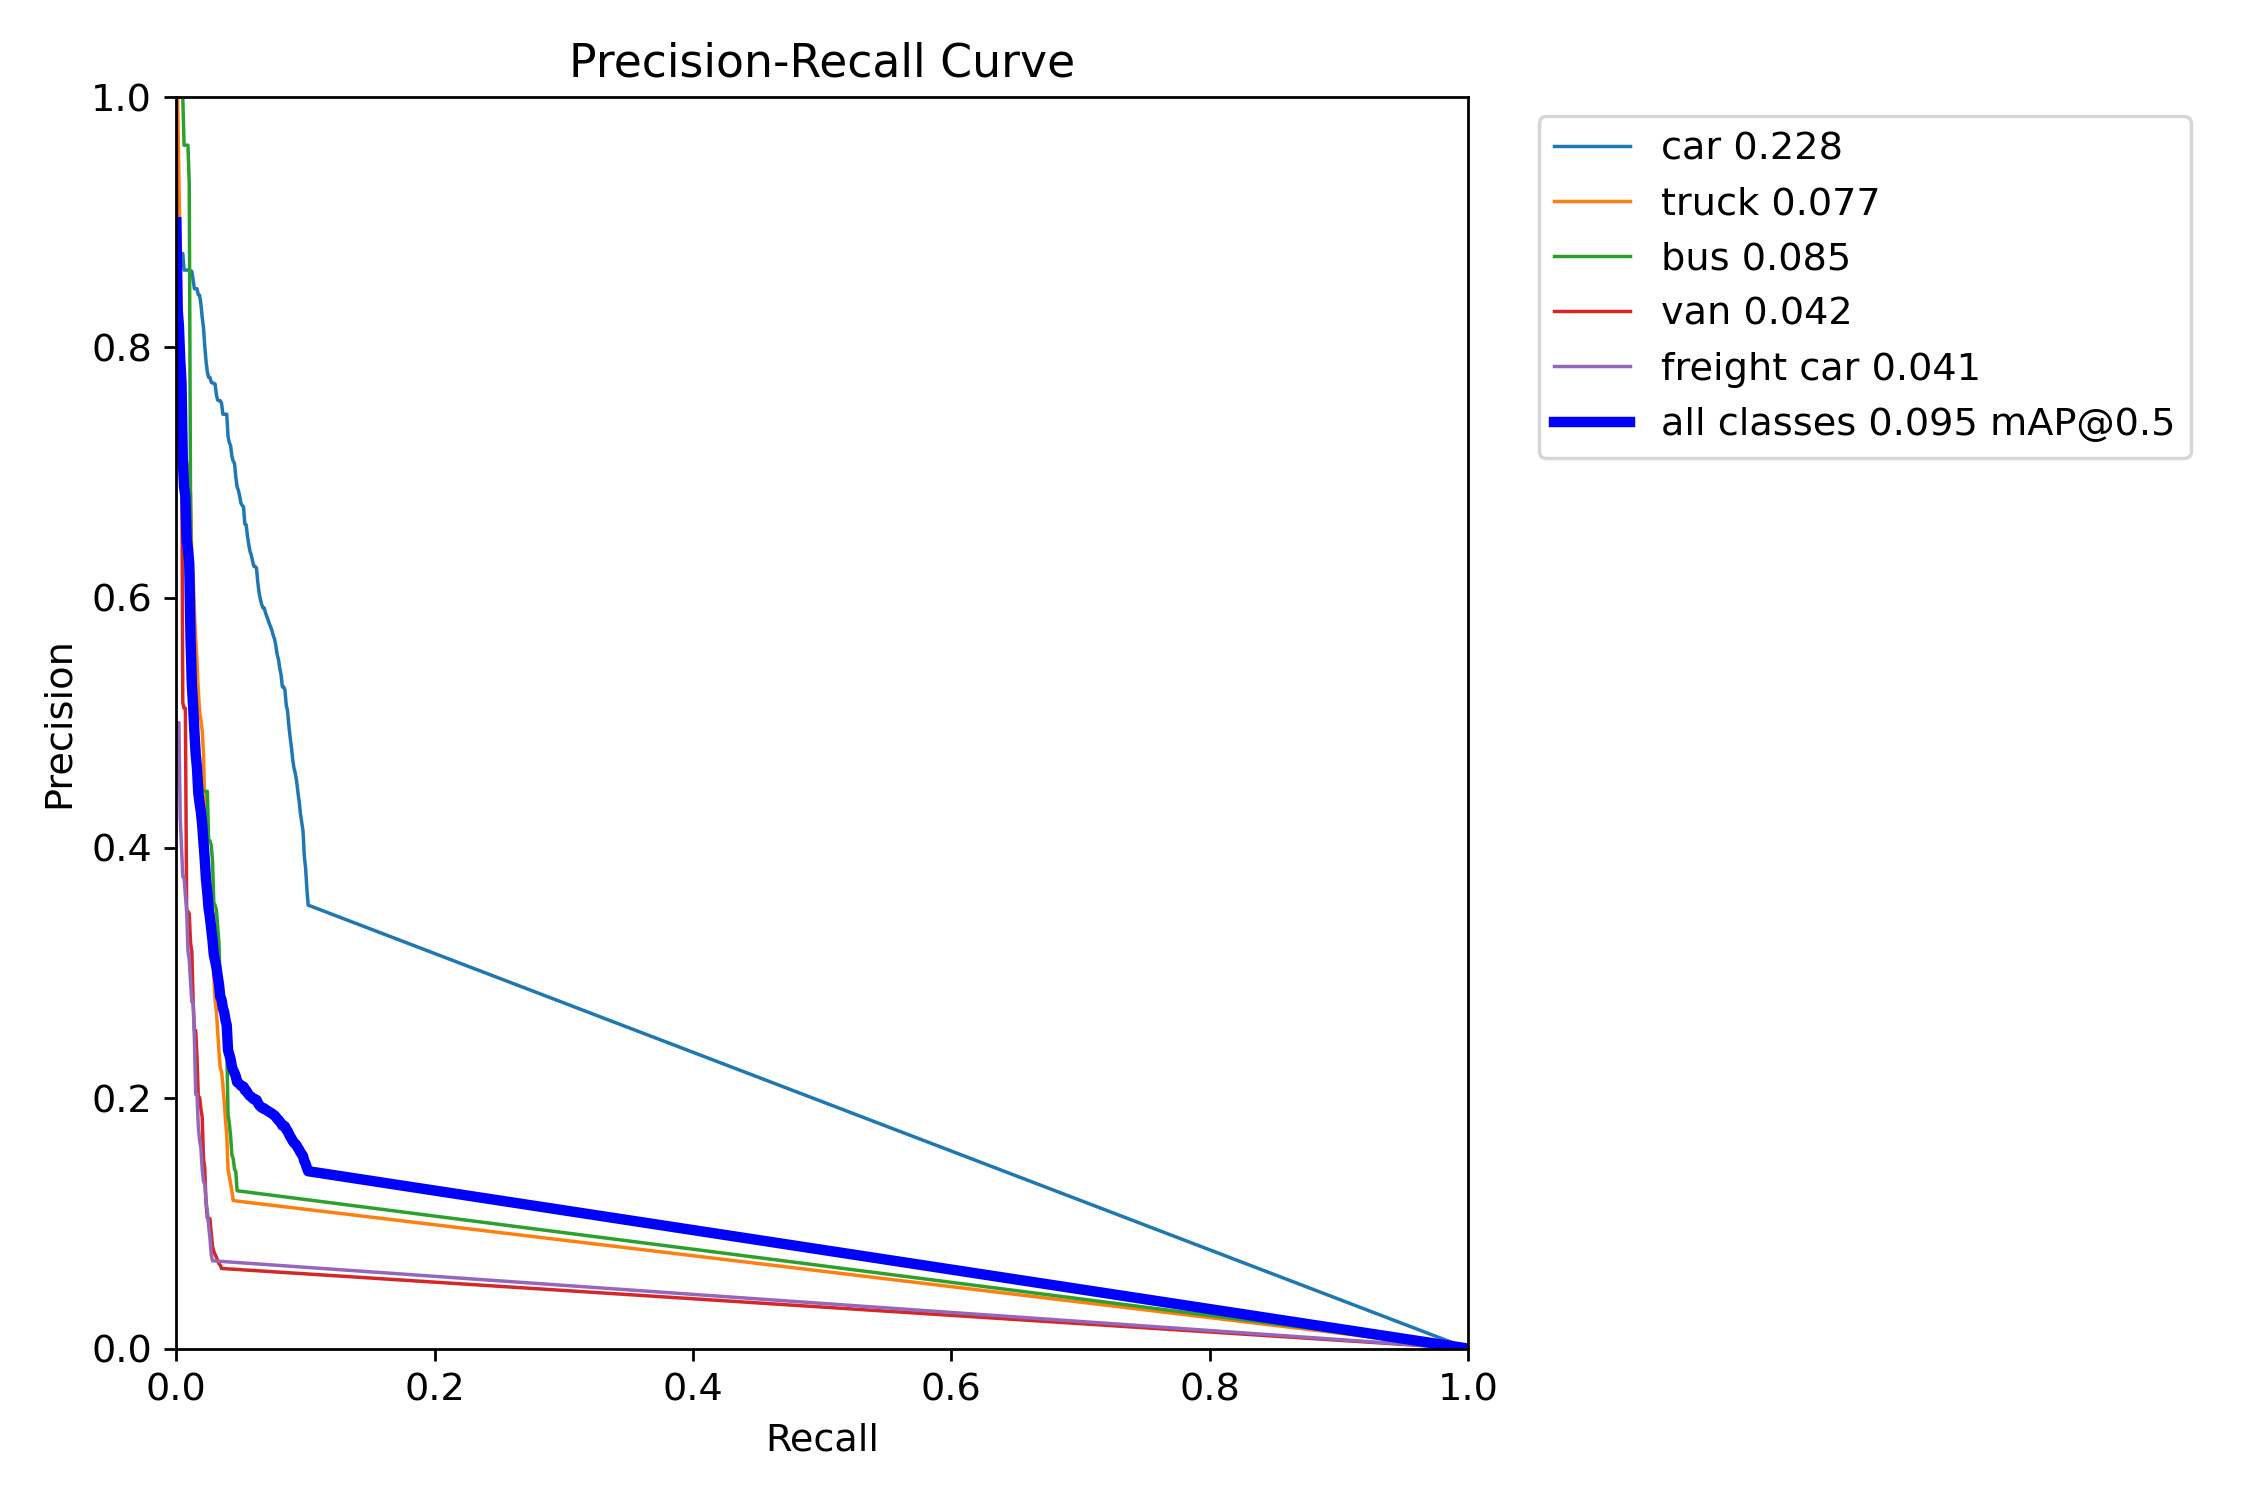 Precision-Recall Curve
1.0
0.8
0.6
0.4
0.2
0.0
Precision
0.0 0.2 0.4 0.6 0.8 1.0
Recall
car 0.228
truck 0.077
bus 0.085
van 0.042
freight car 0.041
all classes 0.095 mAP@0.5